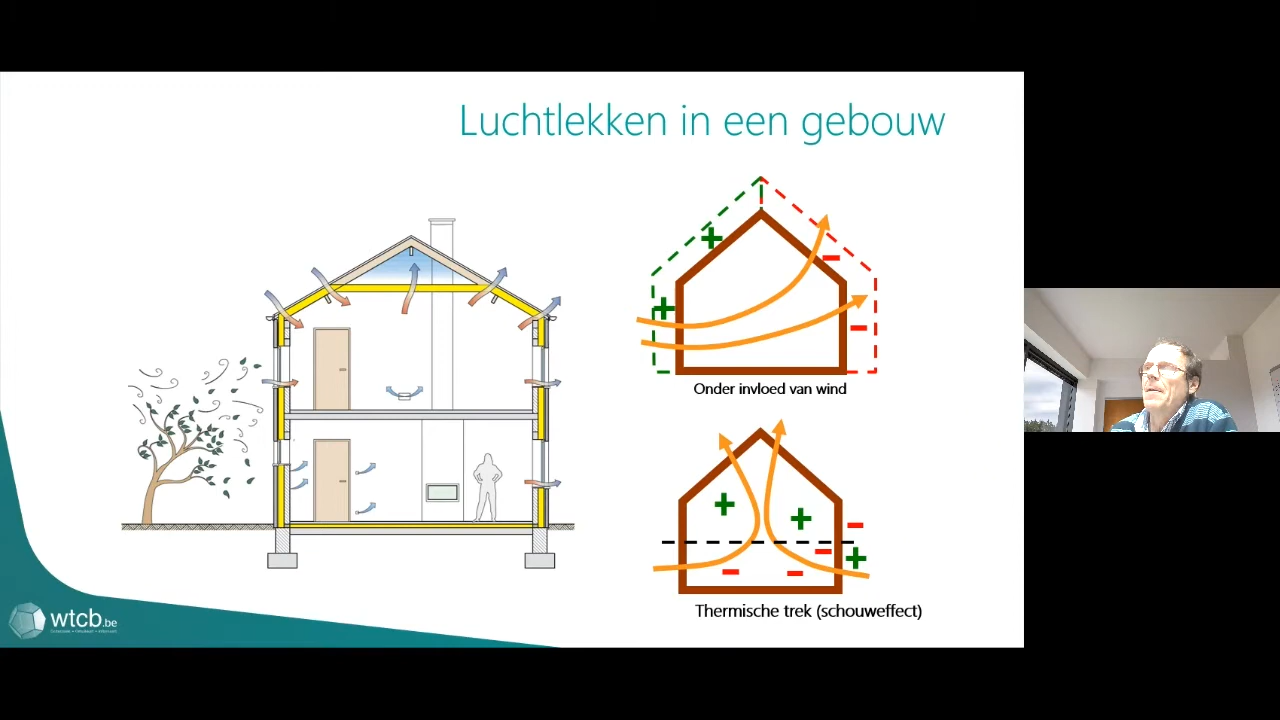 Luchtlekken in een gebouw
Onder invloed van wind
Thermische trek (schouweffect)
wtcb.be